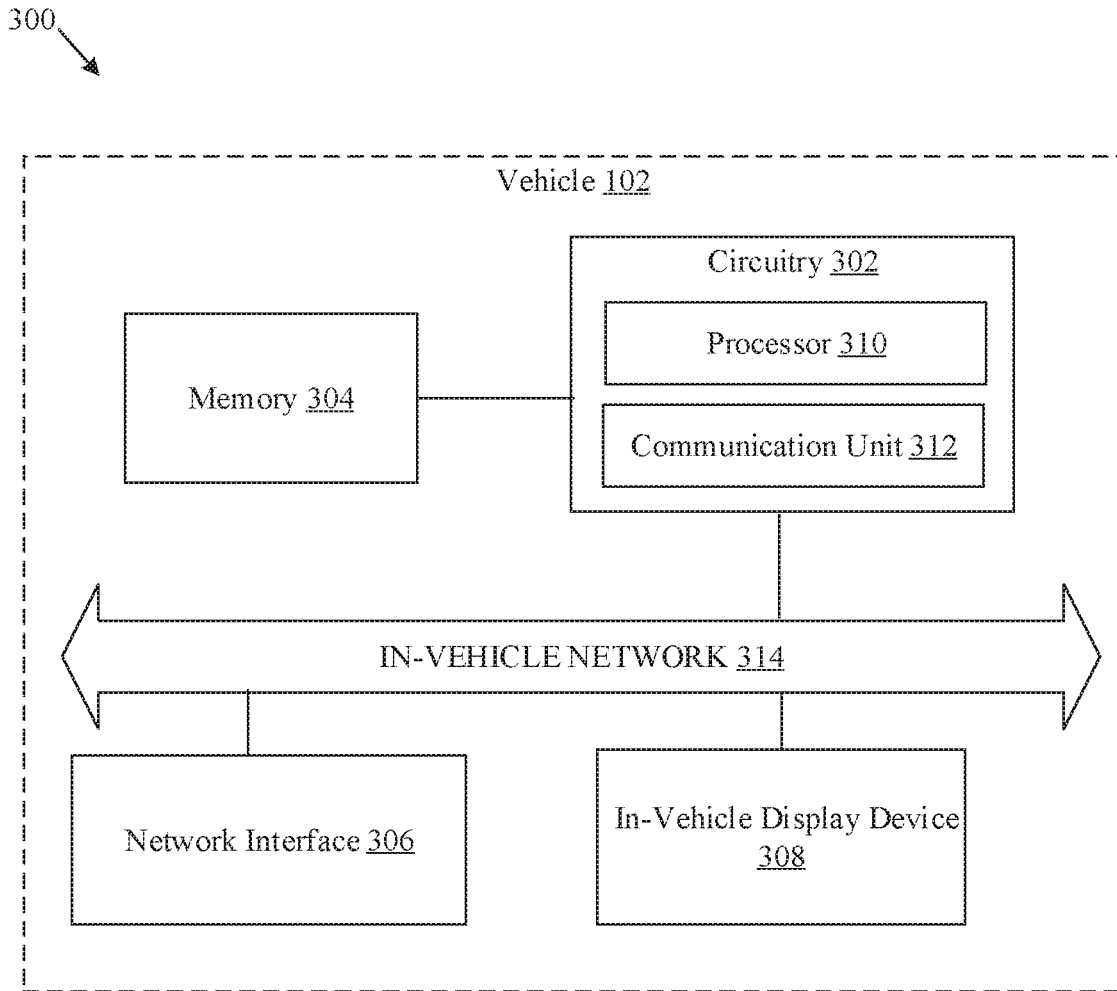 300
Vehicle 102
Circuitry 302
Processor 310
Memory 304
Communication Unit 312
IN-VEHICLE NETWORK 314
Network Interface 306
In-Vehicle Display Device
308